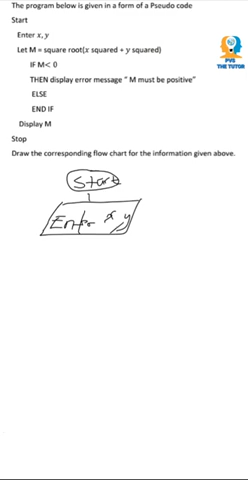 The program below is given in a form of a Pseudo code
Start
Enter x, y
Let M = square root(x squared + y squared)
IF M< 0
THEN display error message " M must be positive"
ELSE
END IF
Display M
Stop
Draw the corresponding flow chart for the information given above.
PVS
THE TUTOR
Start
Enter x y